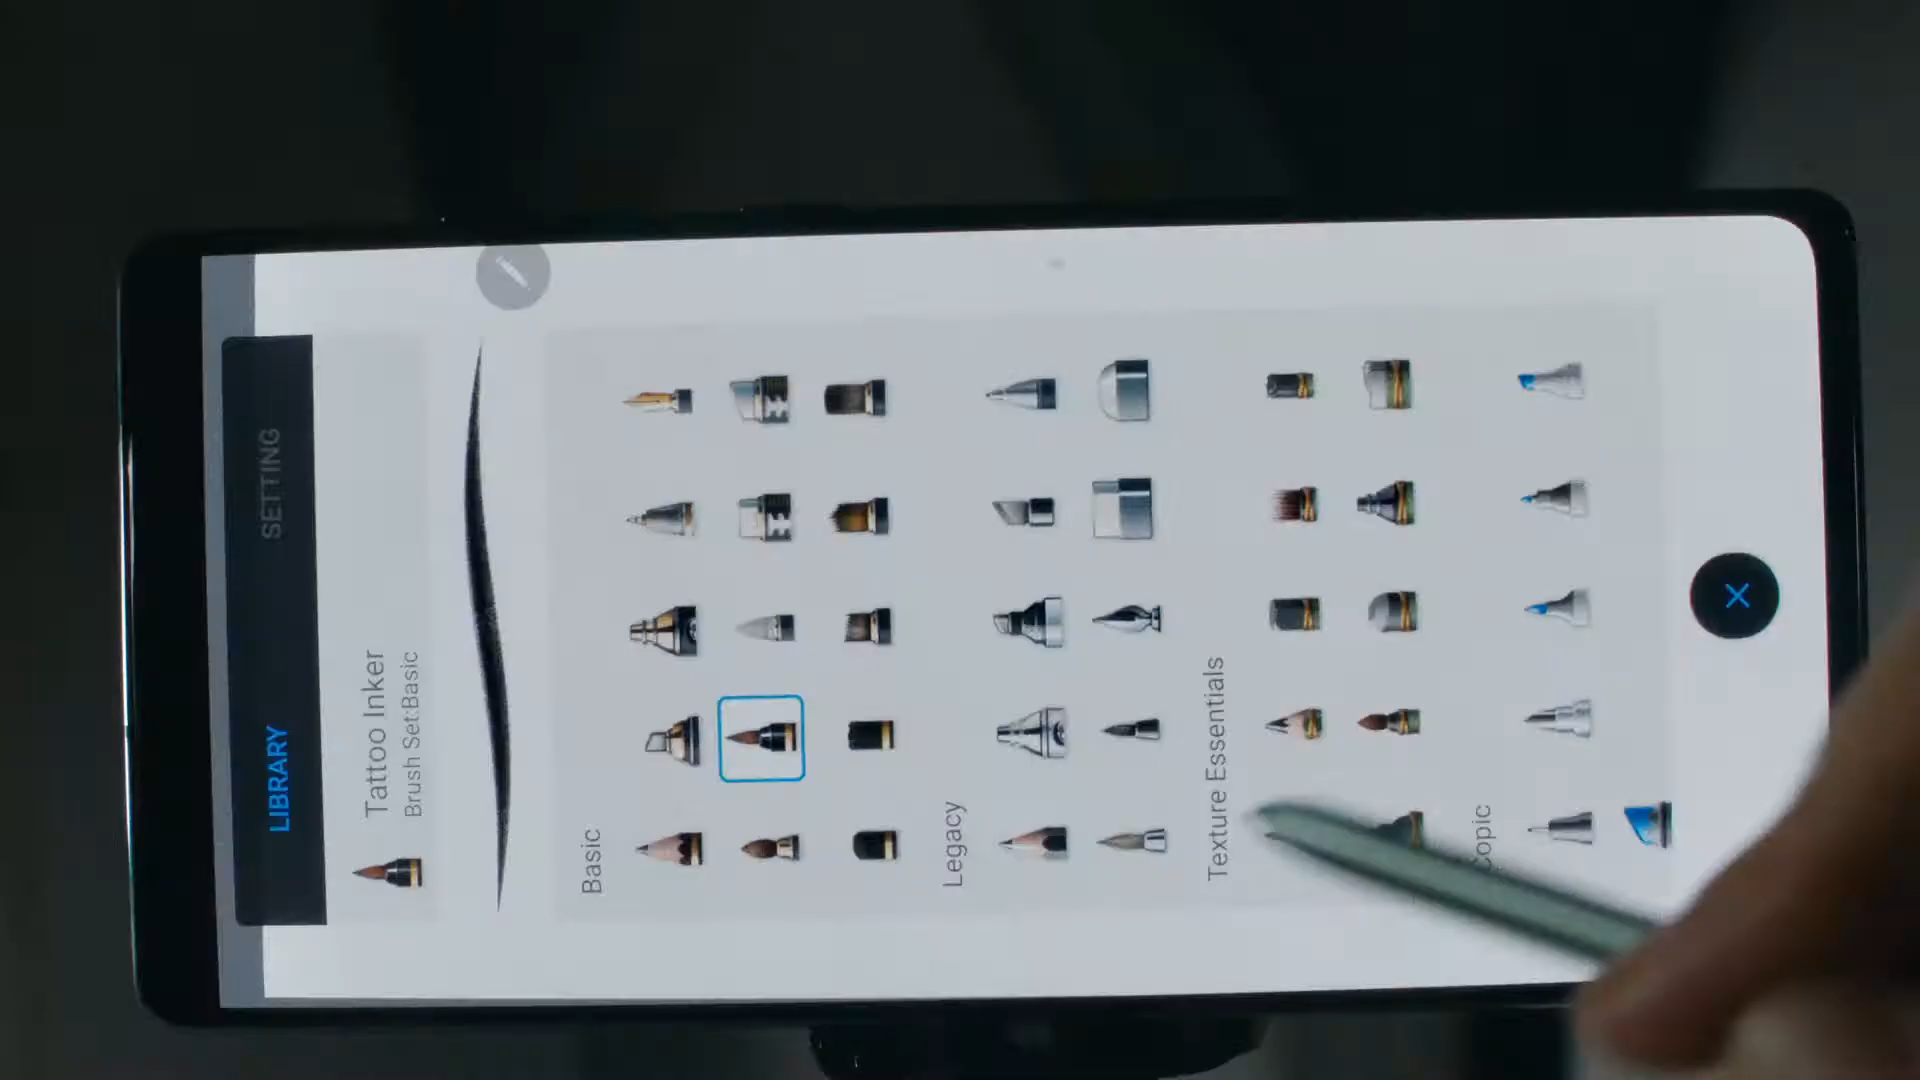 LIBRARY SETTING
Tattoo Inker
Brush Set:Basic
Basic
Legacy
Texture Essentials